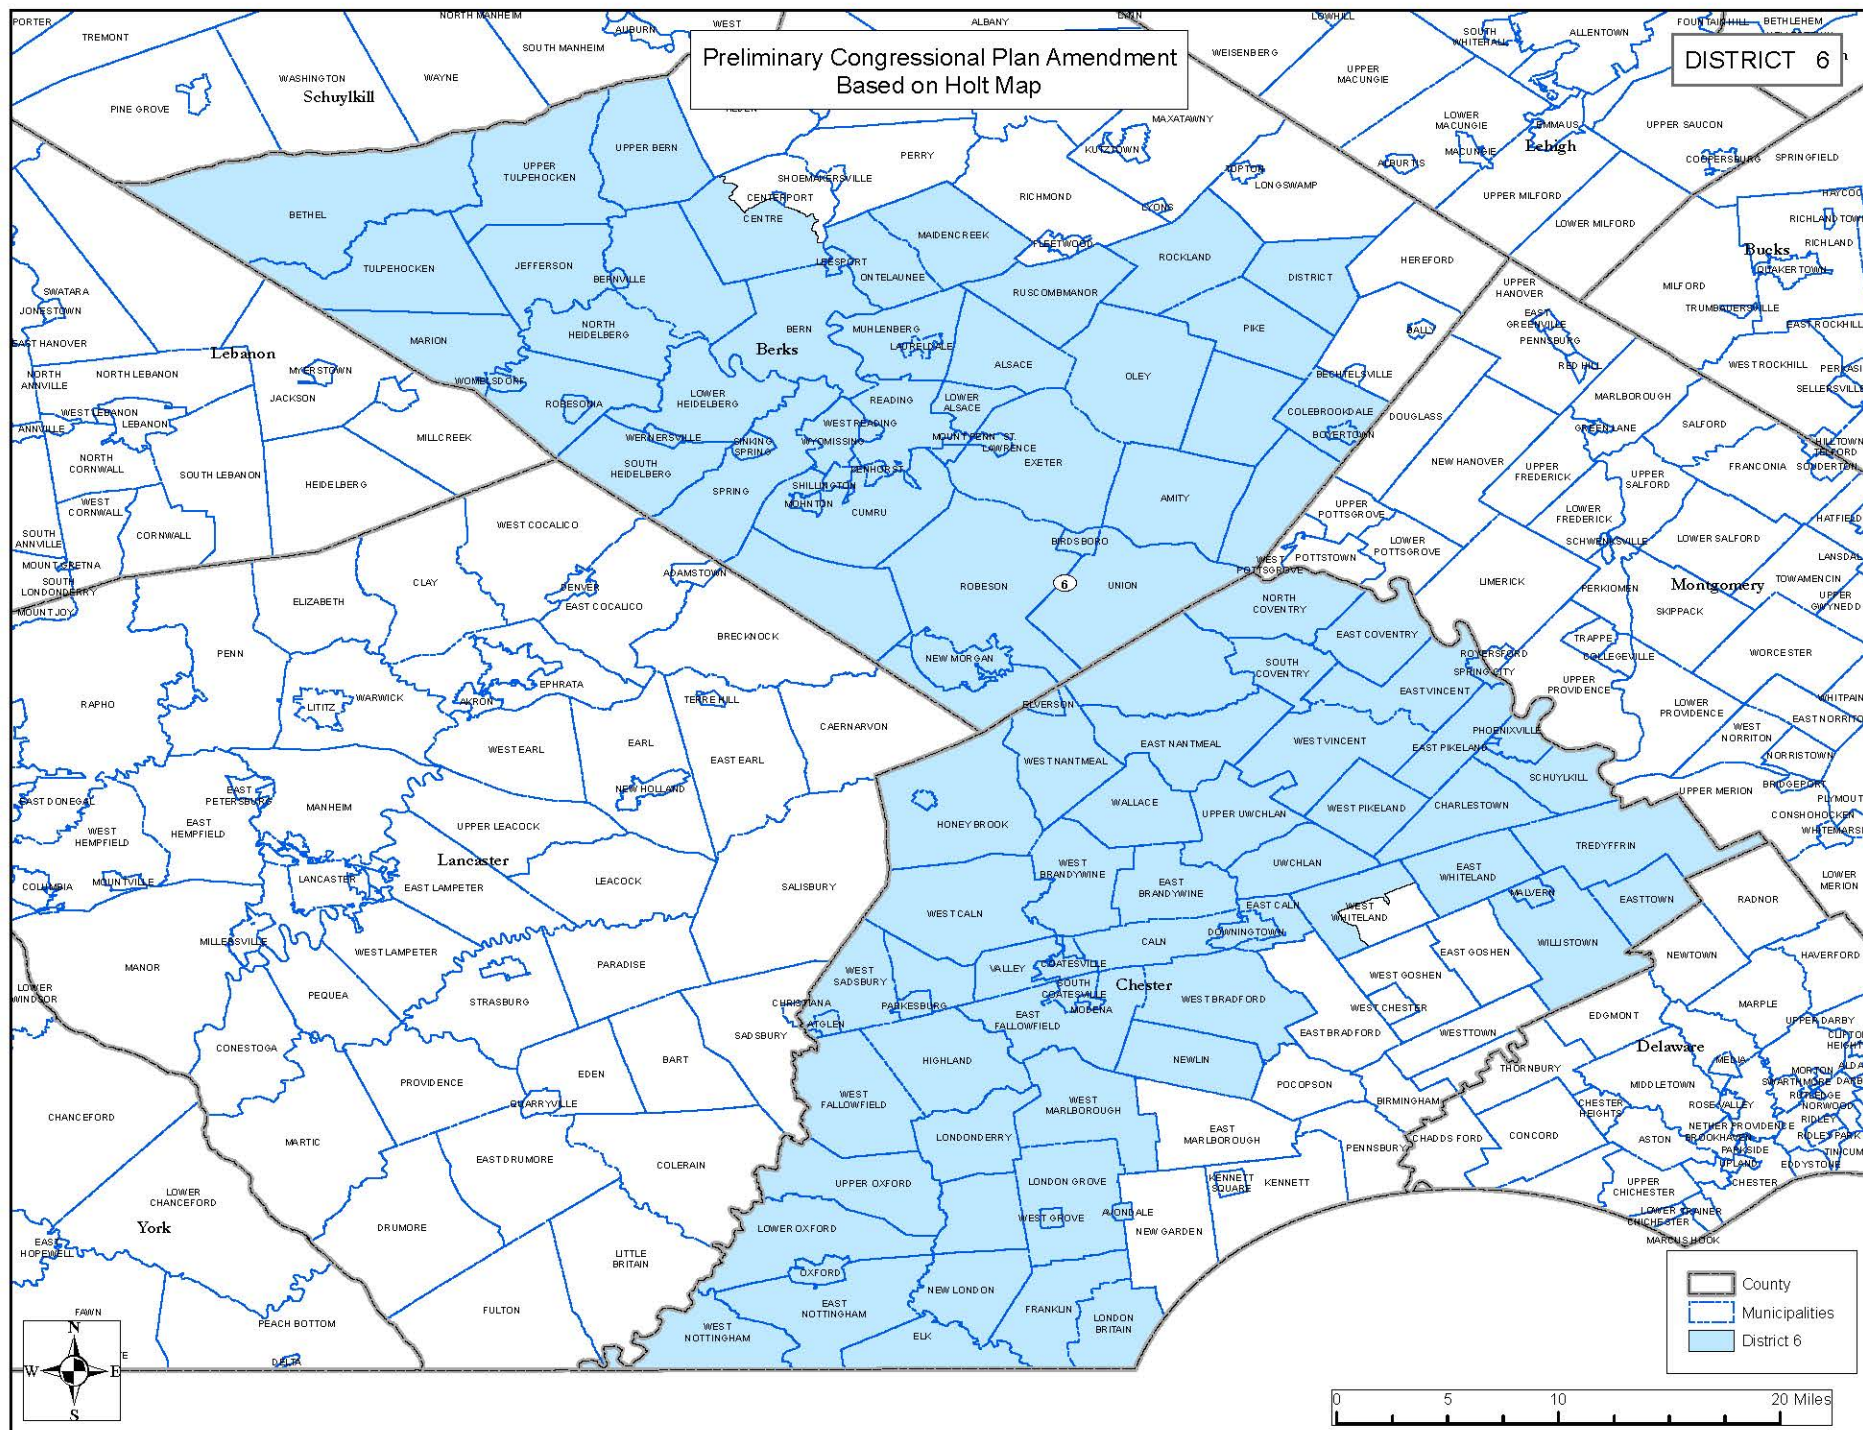 Preliminary Congressional Plan Amendment
Based on Holt Map
DISTRICT 6
PORTER
TREMONT
NORTH MANHEIM
AUBURN
WEST
ALBANY
LYNN
LOWHILL
SOUTH
WHITEHALL
ALLENTOWN
FOUNTAIN HILL
BETHLEHEM
SOUTH MANHEIM
WEISENBERG
UPPER
MACUNGIE
WASHINGTON
WAYNE
Schuylkill
PINE GROVE
MAXATAWNY
LOWER
MACUNGIE
EMMAUS
UPPER SAUCON
MACUNGIE
Lehigh
UPPER BERN
PERRY
KUTZTOWN
ALBURTIS
COOPERSBURG
SPRINGFIELD
UPPER
TULPEHOCKEN
SHOEMAKERSVILLE
TOPTON
LONGSWAMP
CENTERPORT
RICHMOND
UPPER MILFORD
BETHEL
CENTRE
LYONS
LOWER MILFORD
RICHLAND
MAIDENCREEK
FLEETWOOD
Bucks
QUAKERTOWN
TULPEHOCKEN
JEFFERSON
BERNVILLE
LEESPORT
ONTELAUNEE
ROCKLAND
DISTRICT
HEREFORD
UPPER
HANOVER
MILFORD
SWATARA
RUSCOMBMANOR
TRUMBAUERSVILLE
JONESTOWN
EAST
GREENVILLE
EAST ROCKHILL
EAST HANOVER
MARION
NORTH
HEIDELBERG
BERN
MUHLENBERG
PIKE
BALLY
PENNSBURG
Lebanon
Berks
LAURELDALE
NORTH
ANNVILLE
NORTH LEBANON
MYERSTOWN
WOMELSDORF
ALSACE
OLEY
BECHTELSVILLE
RED HILL
WEST ROCKHILL
SELLERSVILLE
JACKSON
ROBESONIA
LOWER
HEIDELBERG
READING
LOWER
ALSACE
COLEBROOKDALE
DOUGLASS
MARLBOROUGH
WEST LEBANON
ANNVILLE
LEBANON
MILLCREEK
WERNERSVILLE
SINKING
SPRING
WEST READING
WYOMISSING
MOUNT PENN
ST.
LAWRENCE
BOYERTOWN
GREEN LANE
SALFORD
HILLTOWN
TELFORD
SOUDERTON
NORTH
CORNWALL
SOUTH LEBANON
HEIDELBERG
SOUTH
HEIDELBERG
SPRING
SHILLINGTON
MOHNTON
CUMRU
EXETER
AMITY
NEW HANOVER
UPPER
FREDERICK
UPPER
SALFORD
FRANCONIA
WEST
CORNWALL
CORNWALL
WEST COCALICO
UPPER
POTTSGROVE
LOWER
FREDERICK
HATFIELD
SOUTH
ANNVILLE
MOUNT GRETNA
BIRDSBORO
POTTSTOWN
LOWER
POTTSGROVE
SCHWENKSVILLE
LOWER SALFORD
SOUTH
LONDONDERRY
MOUNT JOY
CLAY
DENVER
ADAMSTOWN
ROBESON
6
UNION
WEST
POTTSGROVE
LIMERICK
PERKIOMEN
Montgomery
TOWAMENCIN
UPPER
GWYNEDD
ELIZABETH
EAST COCALICO
NORTH
COVENTRY
SKIPPACK
PENN
BRECKNOCK
EAST COVENTRY
TRAPPE
COLLEGEVILLE
WORCESTER
NEW MORGAN
SOUTH
COVENTRY
ROYERSFORD
SPRING CITY
RAPHO
LITITZ
WARWICK
AKRON
EPHRATA
TERRE HILL
ELVERSON
EAST VINCENT
UPPER
PROVIDENCE
LOWER
PROVIDENCE
WEST
NORRITON
NORRISTOWN
WEST EARL
EARL
CAERNARVON
EAST EARL
WEST NANTMEAL
EAST NANTMEAL
WEST VINCENT
EAST PIKELAND
PHOENIXVILLE
SCHUYLKILL
EAST DONEGAL
EAST
PETERSBURG
MANHEIM
NEW HOLLAND
HONEY BROOK
WALLACE
UPPER UWCHLAN
WEST PIKELAND
CHARLESTOWN
UPPER MERION
BRIDGEPORT
PLYMOUTH
CONSHOHOCKEN
WEST
HEMPFIELD
EAST
HEMPFIELD
UPPER LEACOCK
Lancaster
WEST
BRANDYWINE
EAST
BRANDYWINE
UWCHLAN
EAST
WHITELAND
TREDYFFRIN
COLUMBIA
MOUNTVILLE
LANCASTER
EAST LAMPETER
LEACOCK
SALISBURY
WEST CALN
EAST CALN
DOWNINGTOWN
WEST
WHITELAND
MALVERN
EASTTOWN
RADNOR
LOWER
MERION
MILLERSVILLE
WEST LAMPETER
PARADISE
CALN
WILLISTOWN
MANOR
VALLEY
COATESVILLE
EAST GOSHEN
NEWTOWN
HAVERFORD
LOWER
WINDSOR
PEQUEA
STRASBURG
WEST
SADSBURY
PARKESBURG
SOUTH
COATESVILLE
Chester
MODENA
WEST BRADFORD
WEST GOSHEN
WEST CHESTER
MARPLE
CHRISTIANA
ATGLEN
EAST
FALLOWFIELD
EAST BRADFORD
WESTTOWN
EDGMONT
UPPER DARBY
CONESTOGA
SADSBURY
BART
HIGHLAND
NEWLIN
Delaware
MEDIA
PROVIDENCE
EDEN
QUARRYVILLE
WEST
FALLOWFIELD
WEST
MARLBOROUGH
POCOPSON
BIRMINGHAM
THORNBURY
MIDDLETOWN
MORTON
SWARTHMORE
RUTLEDGE
NORWOOD
RIDLEY
CHANCEFORD
MARTIC
LONDONDERRY
EAST
MARLBOROUGH
PENNSBURY
CHADDS FORD
CONCORD
CHESTER
HEIGHTS
ROSE VALLEY
NETHER PROVIDENCE
BROOKHAVEN
PARKSIDE
RIDLEY PARK
ASTON
UPLAND
EDDYSTONE
CHESTER
EAST DRUMORE
COLERAIN
UPPER OXFORD
LONDON GROVE
KENNETT
SQUARE
KENNETT
UPPER
CHICHESTER
LOWER
CHICHESTER
TRAINER
MARCUS HOOK
LOWER
CHANCEFORD
York
DRUMORE
LOWER OXFORD
WEST GROVE
AVONDALE
NEW GARDEN
EAST
HOPEWELL
LITTLE
BRITAIN
OXFORD
NEW LONDON
FRANKLIN
LONDON
BRITAIN
FAWN
PEACH BOTTOM
FULTON
EAST
NOTTINGHAM
WEST
NOTTINGHAM
ELK
DELTA
N
W
E
S
County
Municipalities
District 6
0
5
10
20 Miles